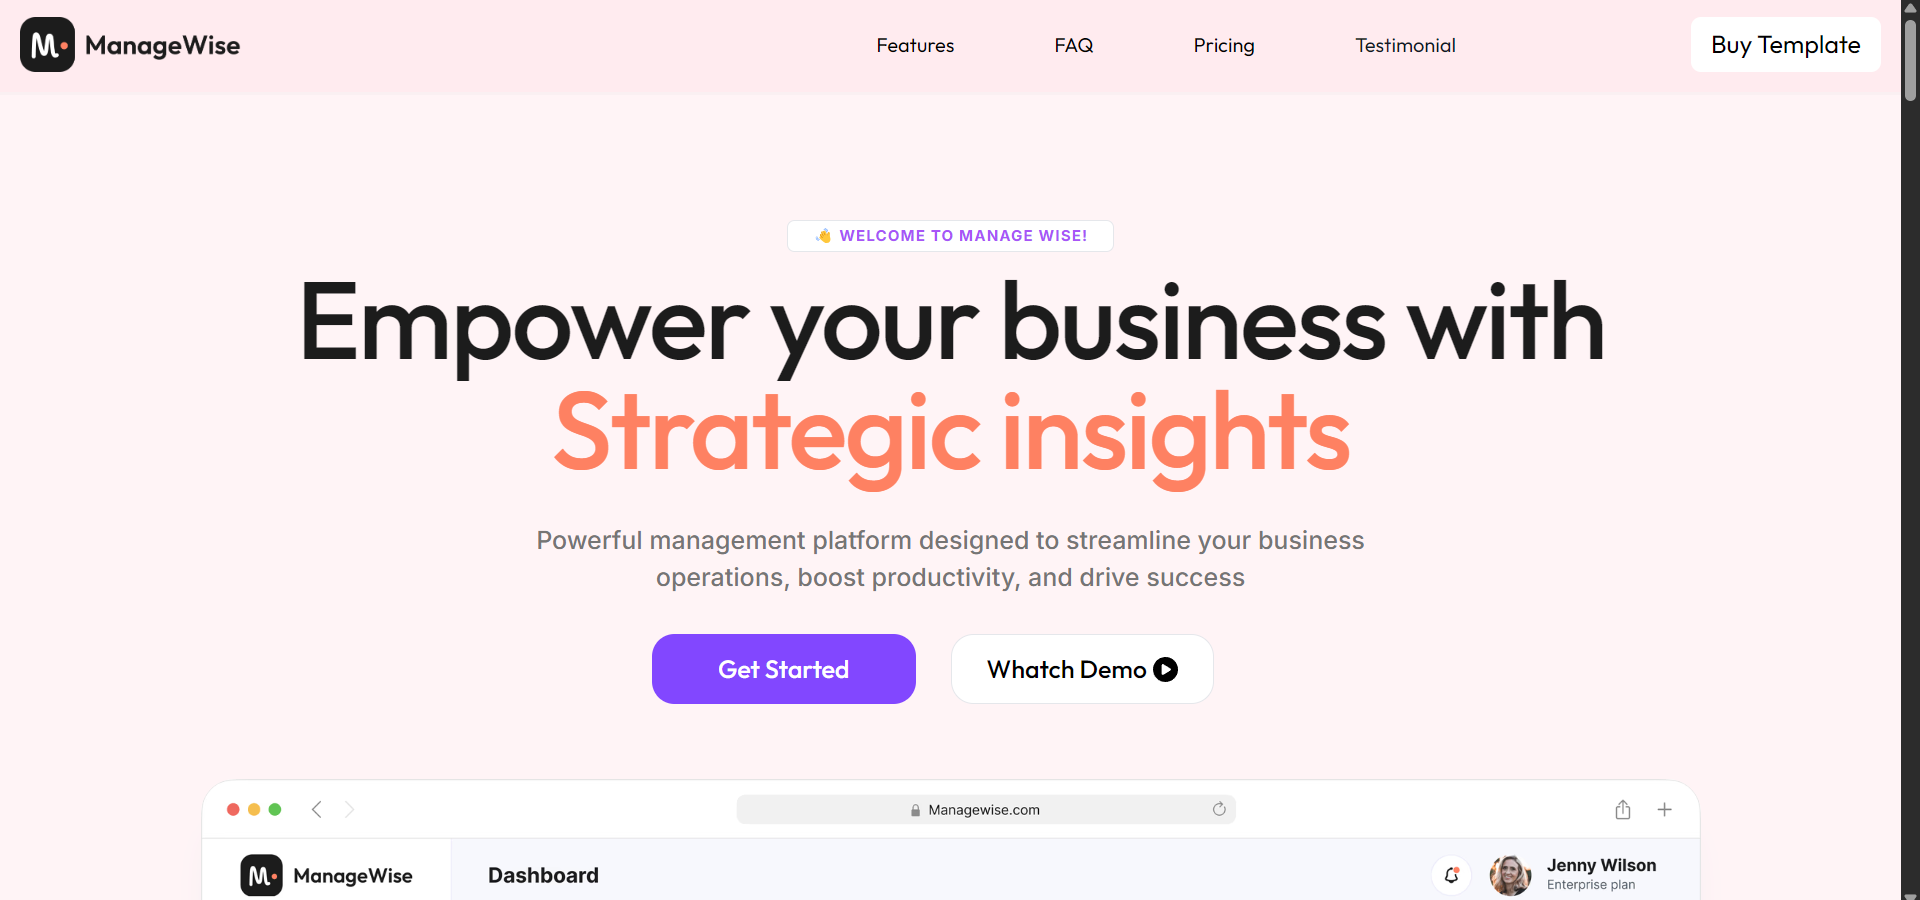 M. ManageWise
Features FAQ Pricing Testimonial
Buy Template
👋 WELCOME TO MANAGE WISE!
Empower your business with
Strategic insights
Powerful management platform designed to streamline your business
operations, boost productivity, and drive success
Get Started
Whatch Demo
Managewise.com
M. ManageWise
Dashboard
Jenny Wilson
Enterprise plan